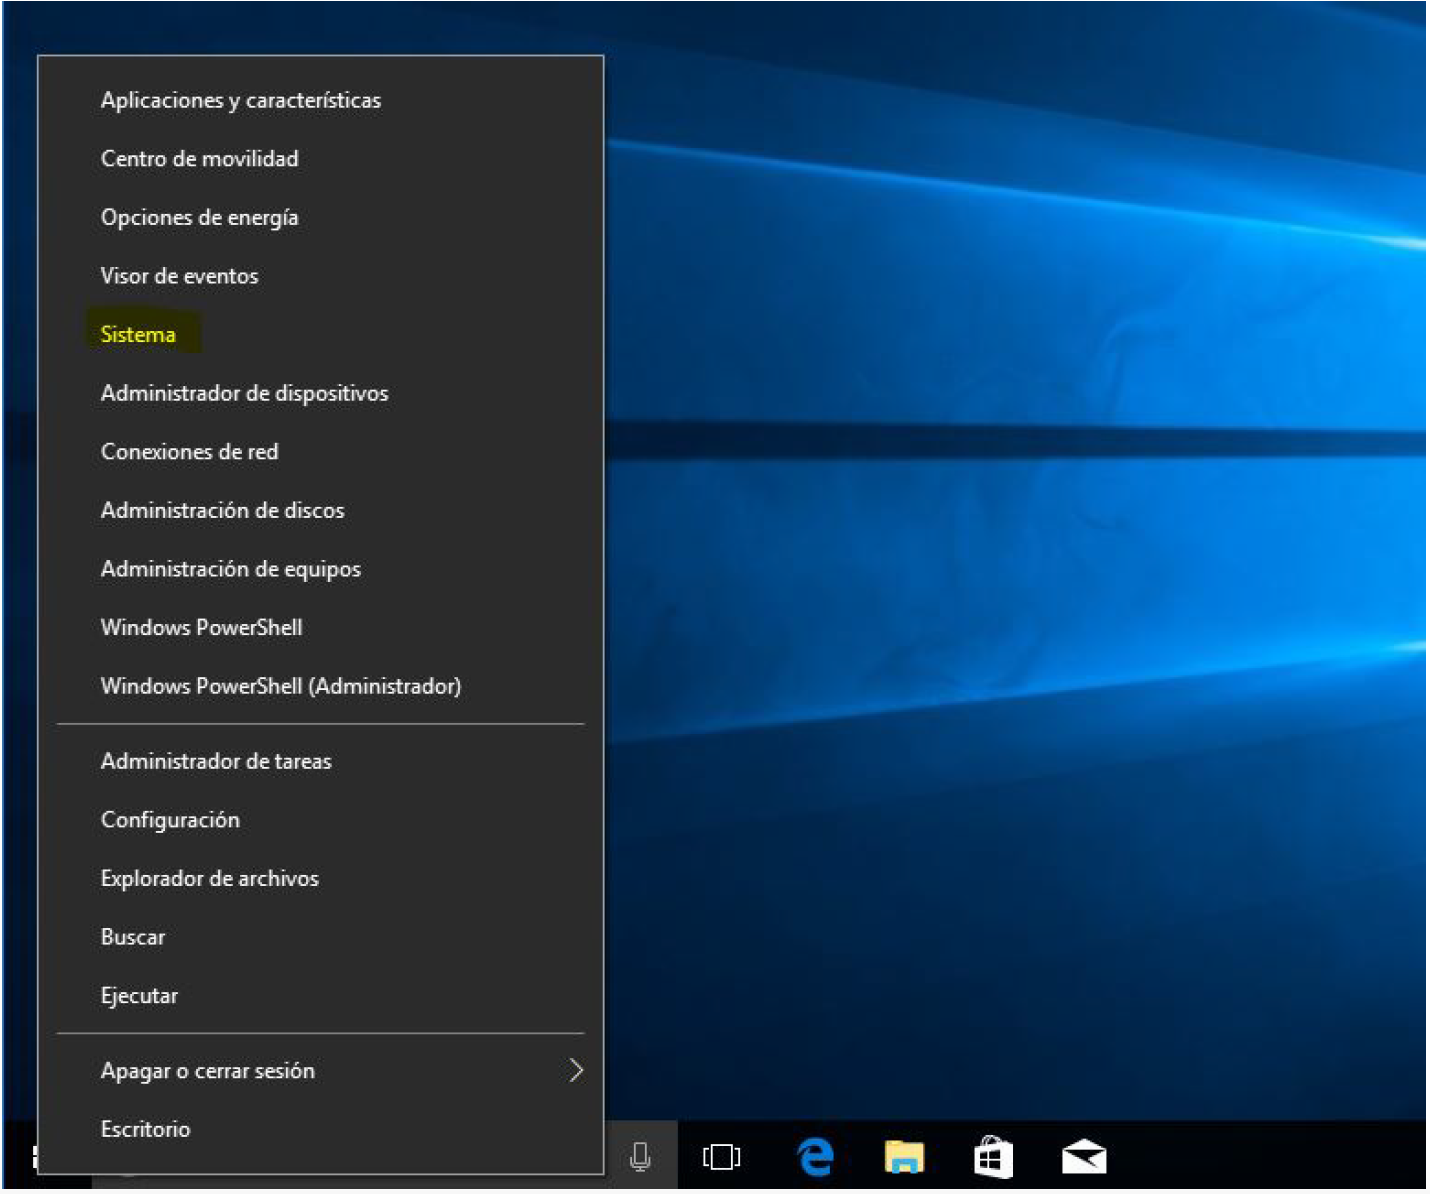 Aplicaciones y características
Centro de movilidad
Opciones de energía
Visor de eventos
Sistema
Administrador de dispositivos
Conexiones de red
Administración de discos
Administración de equipos
Windows PowerShell
Windows PowerShell (Administrador)
Administrador de tareas
Configuración
Explorador de archivos
Buscar
Ejecutar
Apagar o cerrar sesión
Escritorio